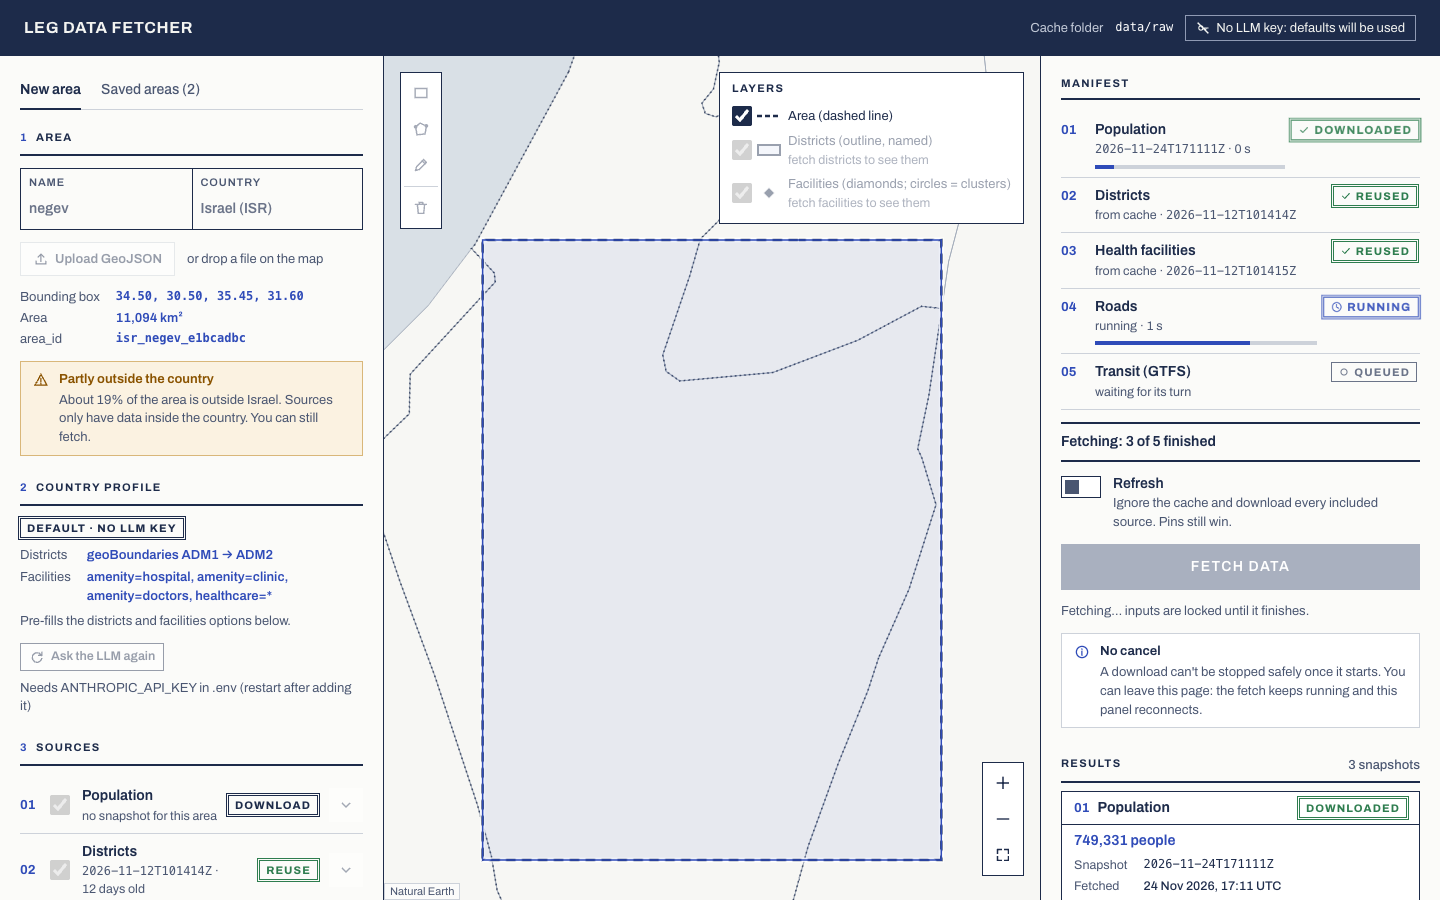 LEG DATA FETCHER
Cache folder data/raw
No LLM key: defaults will be used
New area
Saved areas (2)
1 AREA
NAME
negev
COUNTRY
Israel (ISR)
Upload GeoJSON
or drop a file on the map
Bounding box 34.50, 30.50, 35.45, 31.60
Area 11,094 km²
area_id isr_negev_e1bcadbc
Partly outside the country
About 19% of the area is outside Israel. Sources
only have data inside the country. You can still
fetch.
2 COUNTRY PROFILE
DEFAULT · NO LLM KEY
Districts geoBoundaries ADM1 → ADM2
Facilities amenity=hospital, amenity=clinic,
amenity=doctors, healthcare=*
Pre-fills the districts and facilities options below.
Ask the LLM again
Needs ANTHROPIC_API_KEY in .env (restart after adding
it)
3 SOURCES
01 Population
no snapshot for this area
DOWNLOAD
02 Districts
2026-11-12T101414Z ·
12 days old
REUSE
LAYERS
Area (dashed line)
Districts (outline, named)
fetch districts to see them
Facilities (diamonds; circles = clusters)
fetch facilities to see them
Natural Earth
MANIFEST
01 Population
2026-11-24T171111Z · 0 s
DOWNLOADED
02 Districts
from cache · 2026-11-12T101414Z
REUSED
03 Health facilities
from cache · 2026-11-12T101415Z
REUSED
04 Roads
running · 1 s
RUNNING
05 Transit (GTFS)
waiting for its turn
QUEUED
Fetching: 3 of 5 finished
Refresh
Ignore the cache and download every included
source. Pins still win.
FETCH DATA
Fetching... inputs are locked until it finishes.
No cancel
A download can't be stopped safely once it starts. You
can leave this page: the fetch keeps running and this
panel reconnects.
RESULTS
3 snapshots
01 Population
DOWNLOADED
749,331 people
Snapshot 2026-11-24T171111Z
Fetched 24 Nov 2026, 17:11 UTC